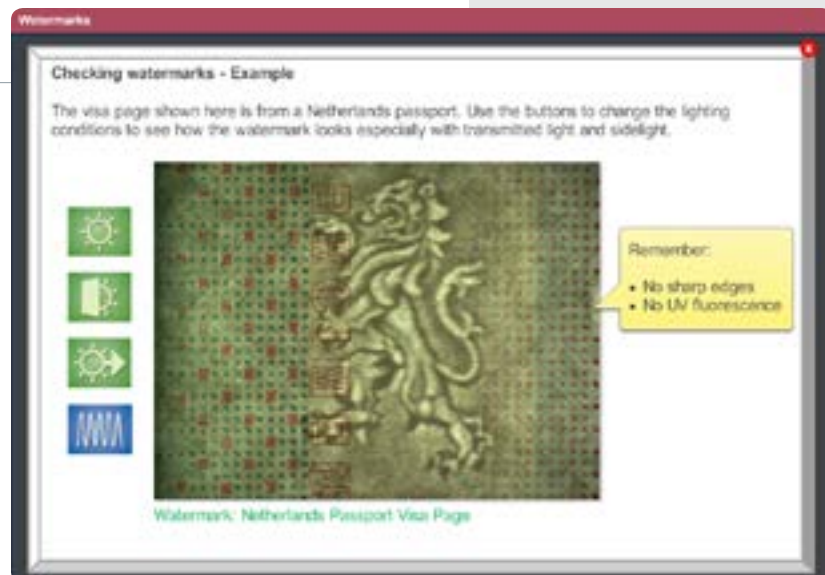 Watermarks
Checking watermarks - Example
The visa page shown here is from a Netherlands passport. Use the buttons to change the lighting
conditions to see how the watermark looks especially with transmitted light and sidelight.
Remember:
• No sharp edges
• No UV fluorescence
Watermark: Netherlands Passport Visa Page